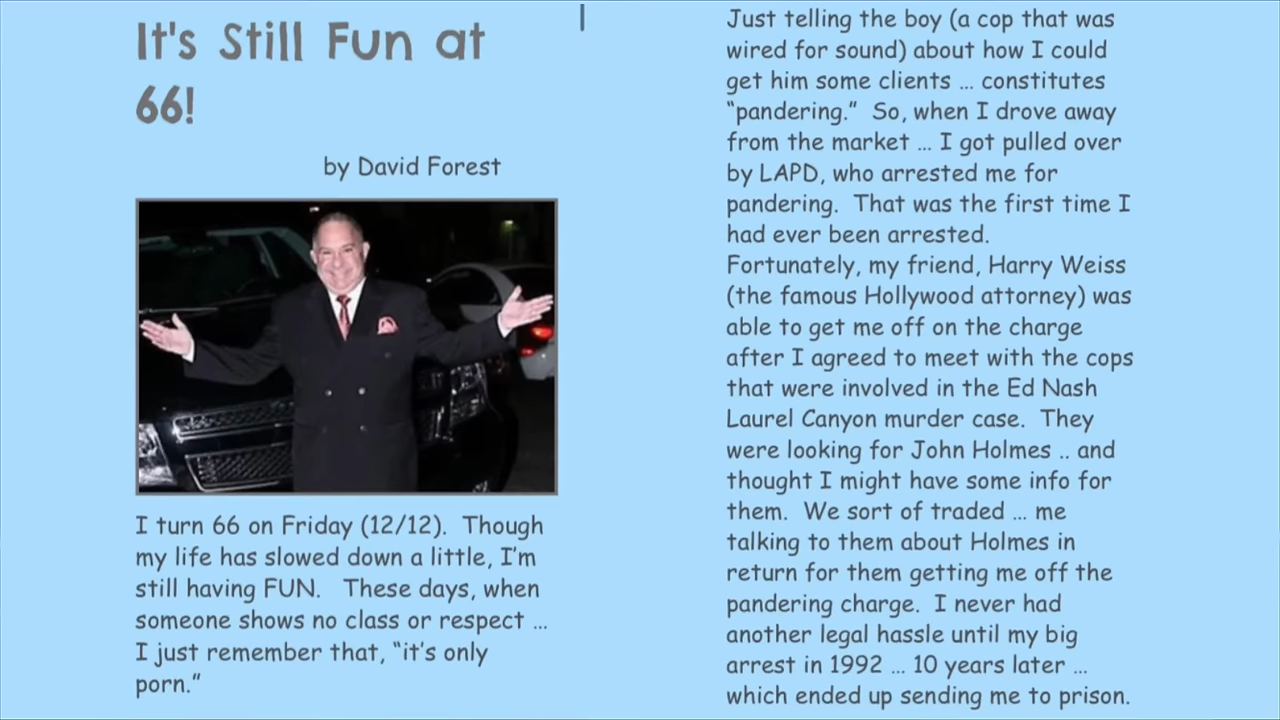 It's Still Fun at
66!
by David Forest
I turn 66 on Friday (12/12).  Though
my life has slowed down a little, I'm
still having FUN.   These days, when
someone shows no class or respect ...
I just remember that, “it's only
porn.”
Just telling the boy (a cop that was
wired for sound) about how I could
get him some clients ... constitutes
“pandering.”  So, when I drove away
from the market ... I got pulled over
by LAPD, who arrested me for
pandering.  That was the first time I
had ever been arrested.
Fortunately, my friend, Harry Weiss
(the famous Hollywood attorney) was
able to get me off on the charge
after I agreed to meet with the cops
that were involved in the Ed Nash
Laurel Canyon murder case.  They
were looking for John Holmes .. and
thought I might have some info for
them.  We sort of traded ... me
talking to them about Holmes in
return for them getting me off the
pandering charge.  I never had
another legal hassle until my big
arrest in 1992 ... 10 years later ...
which ended up sending me to prison.